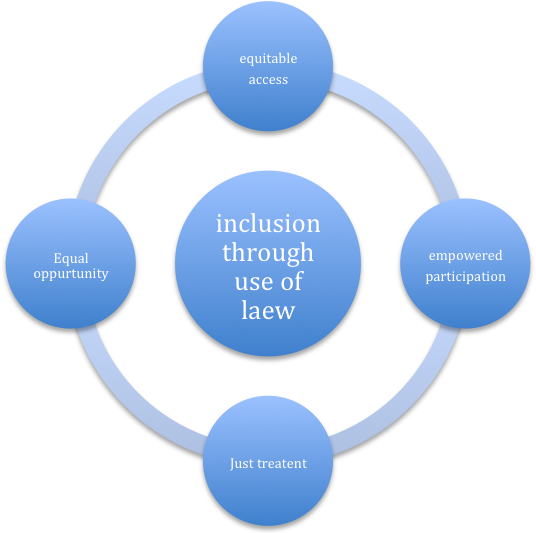 equitable
access
inclusion
through
use of
laew
empowered
participation
Just treatent
Equal
oppurtunity